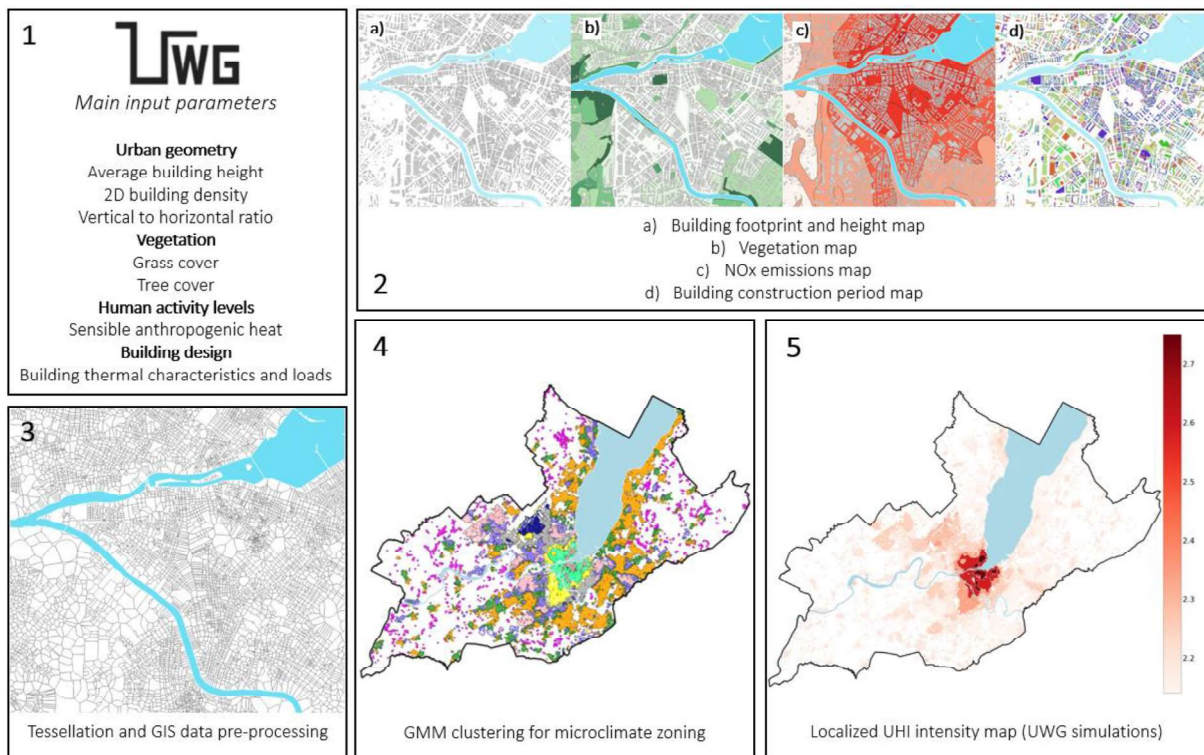 1
UWG
Main input parameters
Urban geometry
Average building height
2D building density
Vertical to horizontal ratio
Vegetation
Grass cover
Tree cover
Human activity levels
Sensible anthropogenic heat
Building design
Building thermal characteristics and loads
a)
b)
c)
d)
a) Building footprint and height map
b) Vegetation map
c) NOx emissions map
d) Building construction period map
2
3
Tessellation and GIS data pre-processing
4
GMM clustering for microclimate zoning
5
2.7
2.6
2.5
2.4
2.3
2.2
Localized UHI intensity map (UWG simulations)